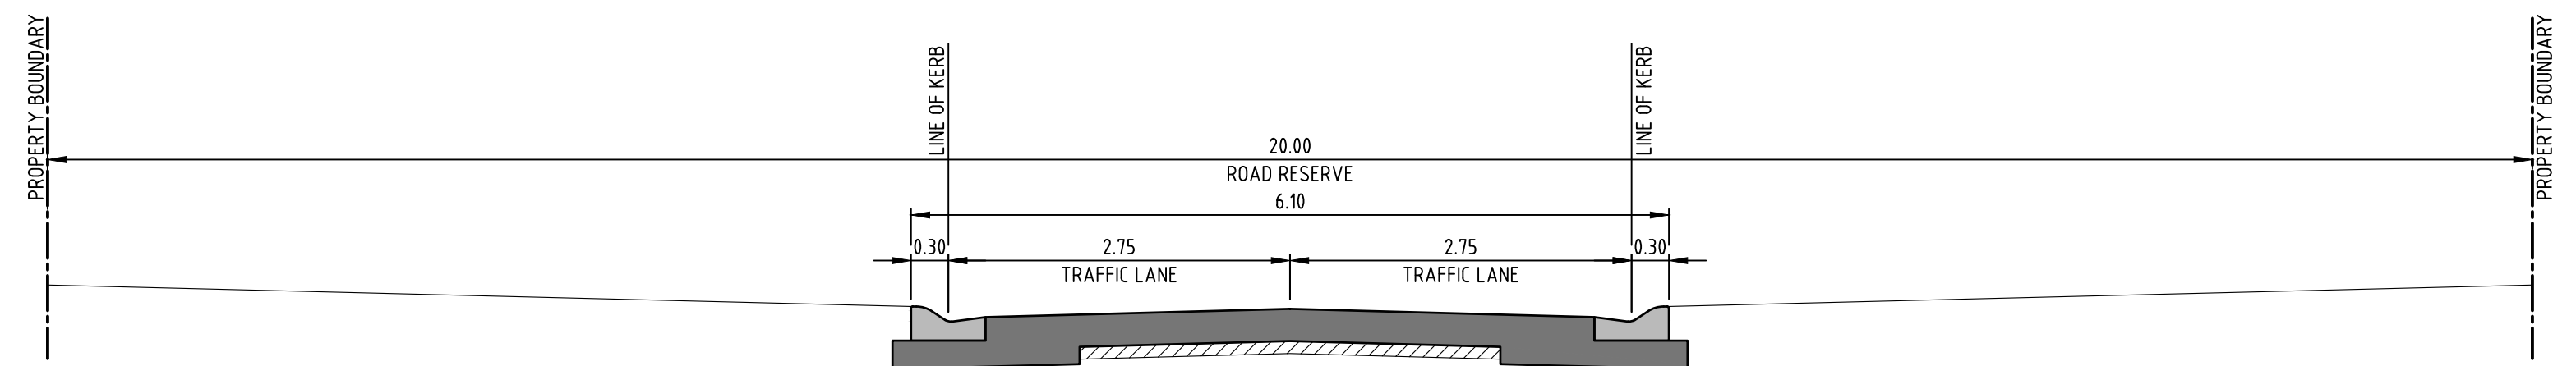 PROPERTY BOUNDARY
LINE OF KERB
LINE OF KERB
PROPERTY BOUNDARY
20.00
ROAD RESERVE
6.10
0.30
2.75
2.75
0.30
TRAFFIC LANE
TRAFFIC LANE